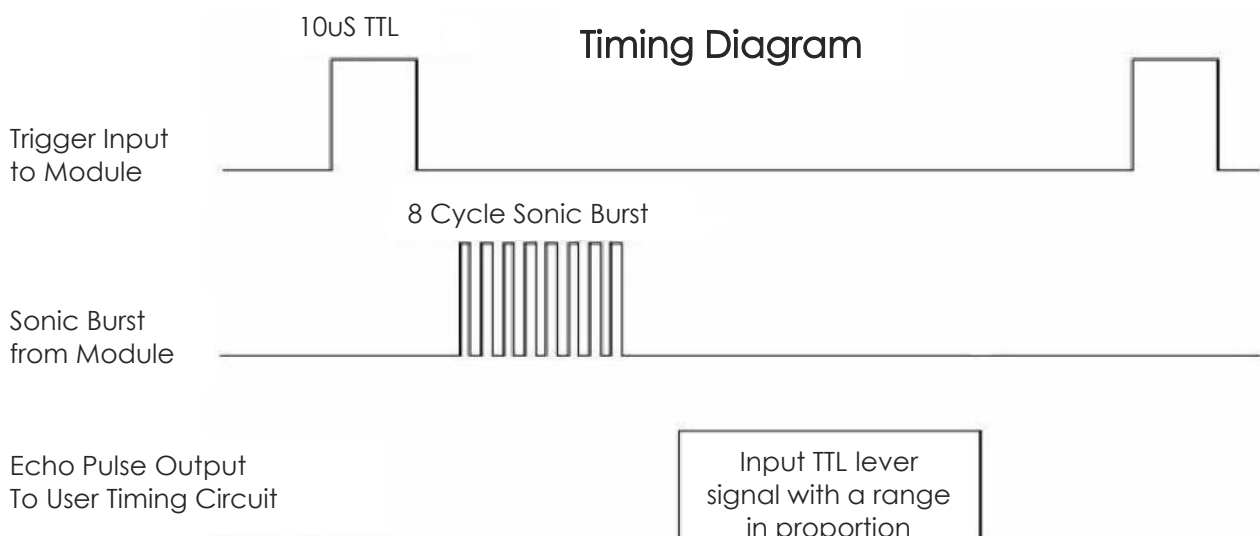 10uS TTL
Timing Diagram
Trigger Input
to Module
8 Cycle Sonic Burst
Sonic Burst
from Module
Echo Pulse Output
To User Timing Circuit
Input TTL lever
signal with a range
in proportion